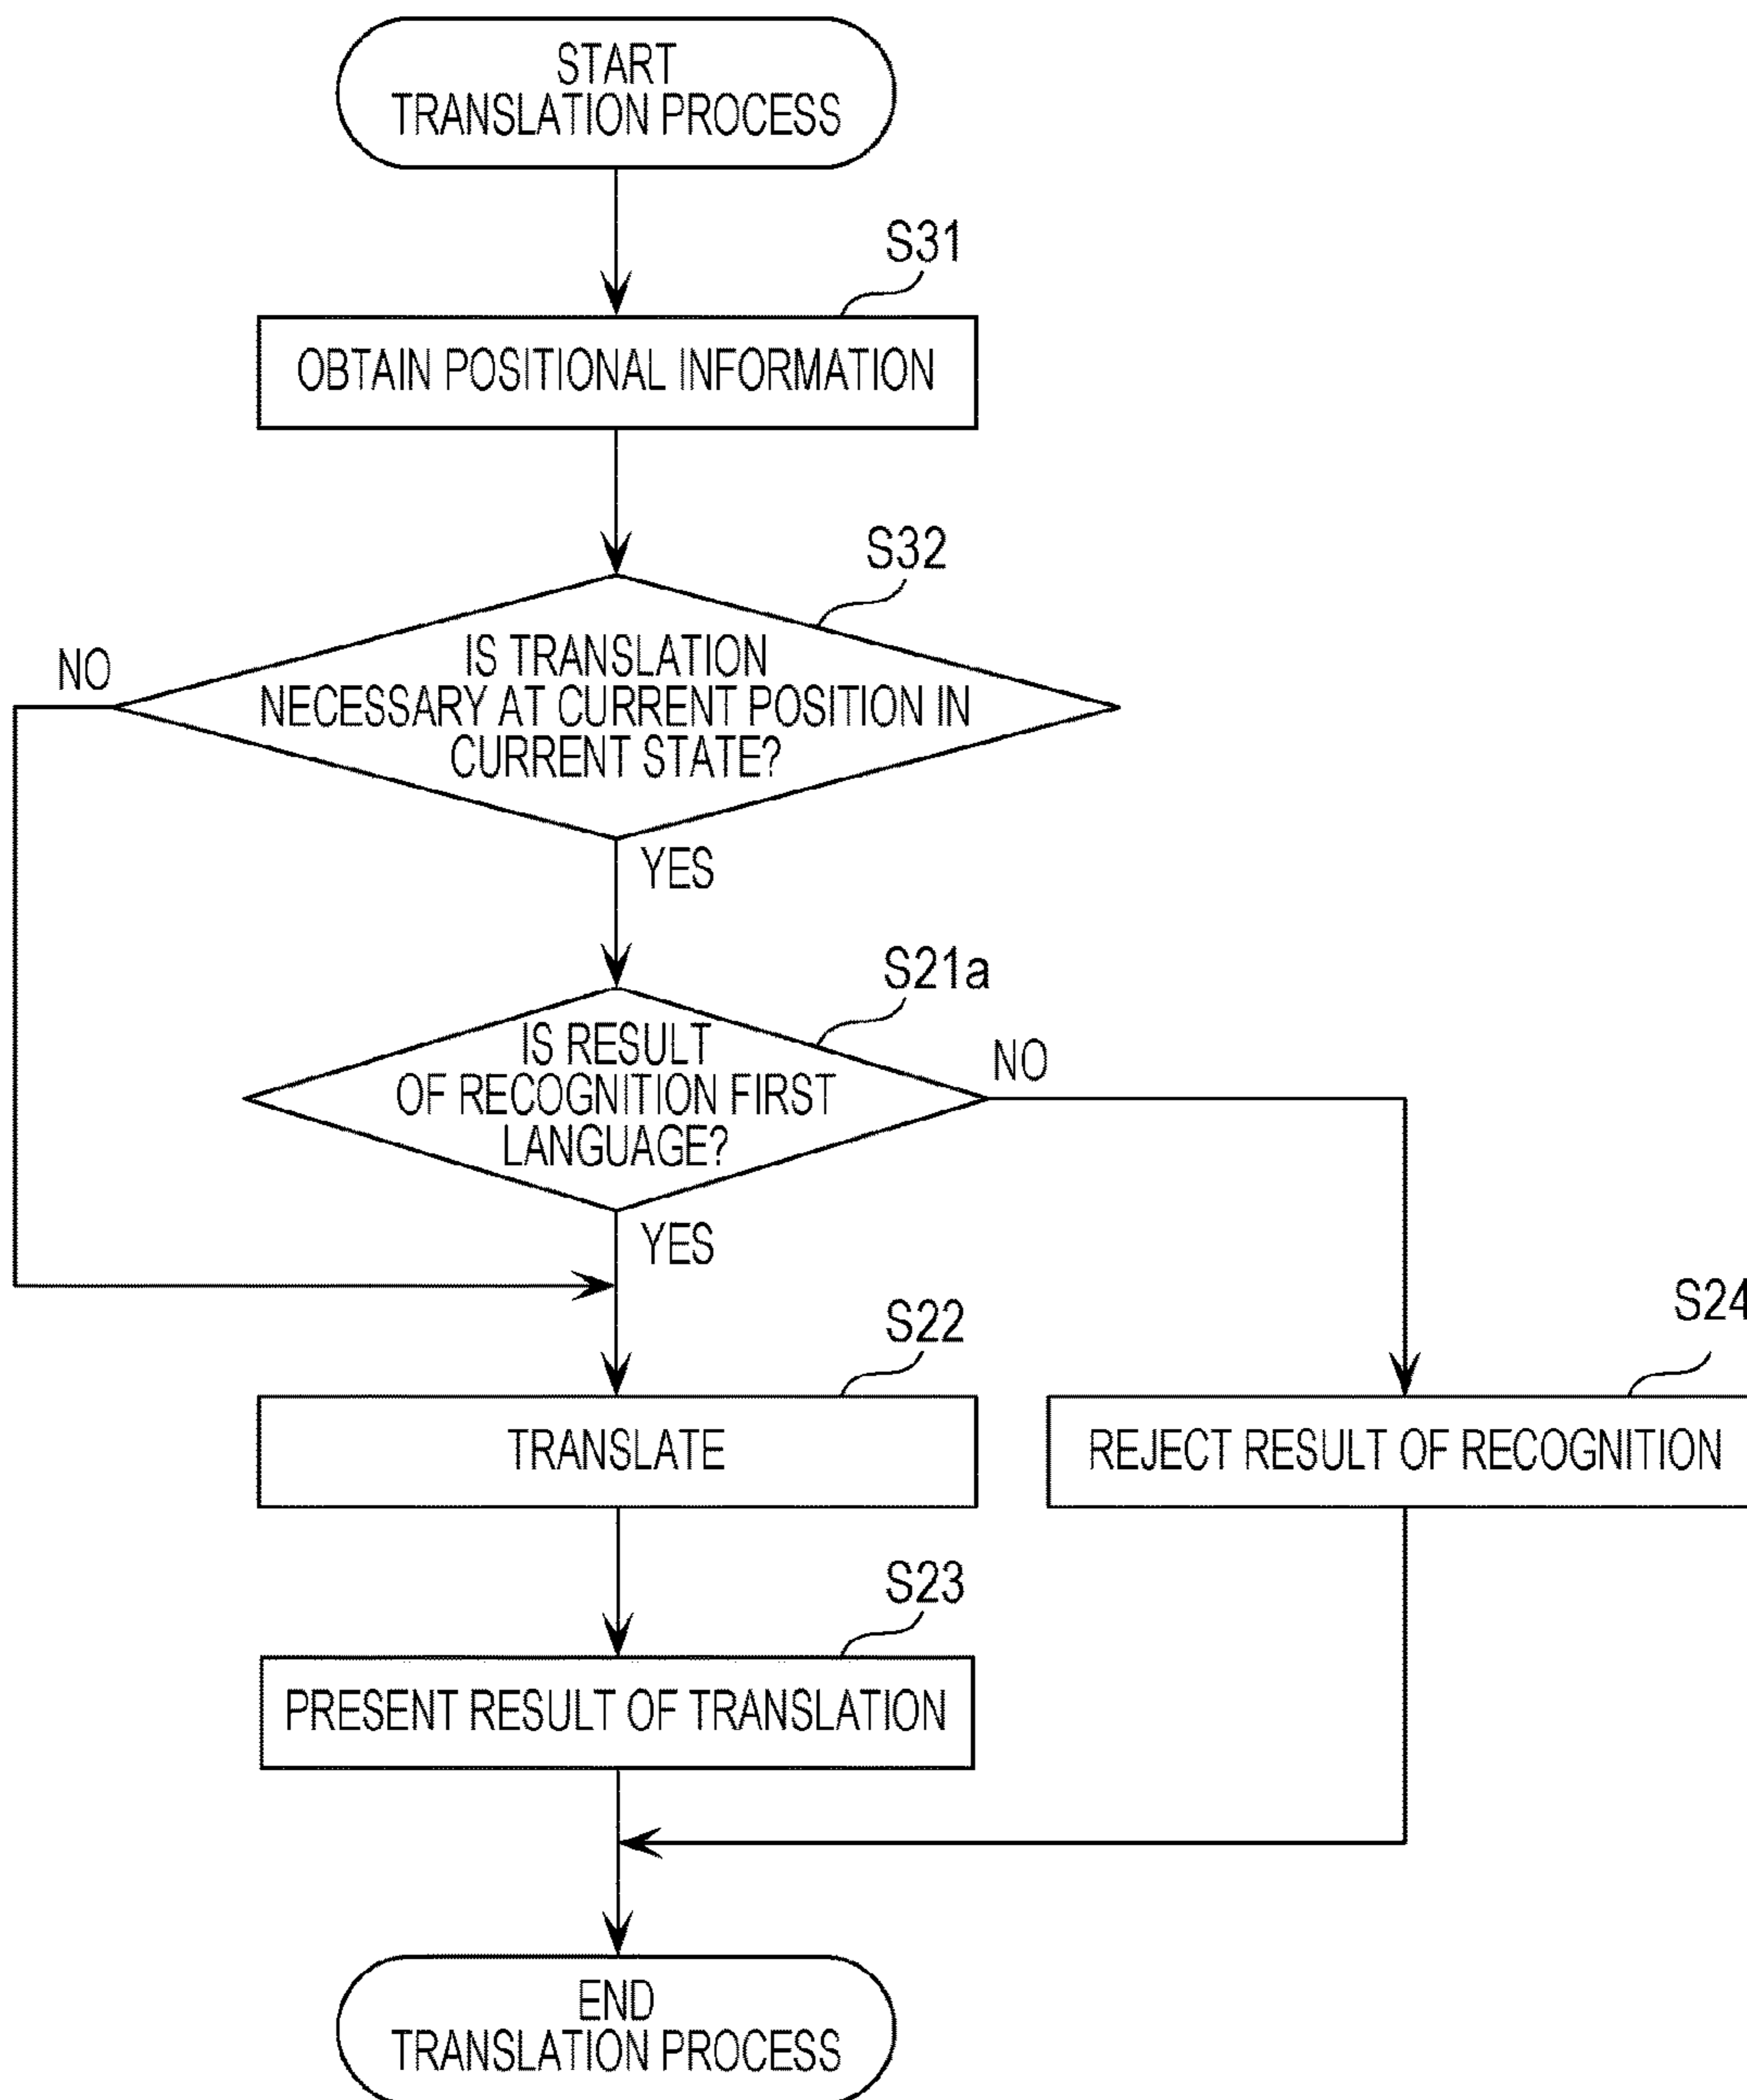 START
TRANSLATION PROCESS
S31
OBTAIN POSITIONAL INFORMATION
S32
IS TRANSLATION
NECESSARY AT CURRENT POSITION IN
CURRENT STATE?
NO
YES
S21a
IS RESULT
OF RECOGNITION FIRST
LANGUAGE?
NO
YES
S22
TRANSLATE
S24
REJECT RESULT OF RECOGNITION
S23
PRESENT RESULT OF TRANSLATION
END
TRANSLATION PROCESS